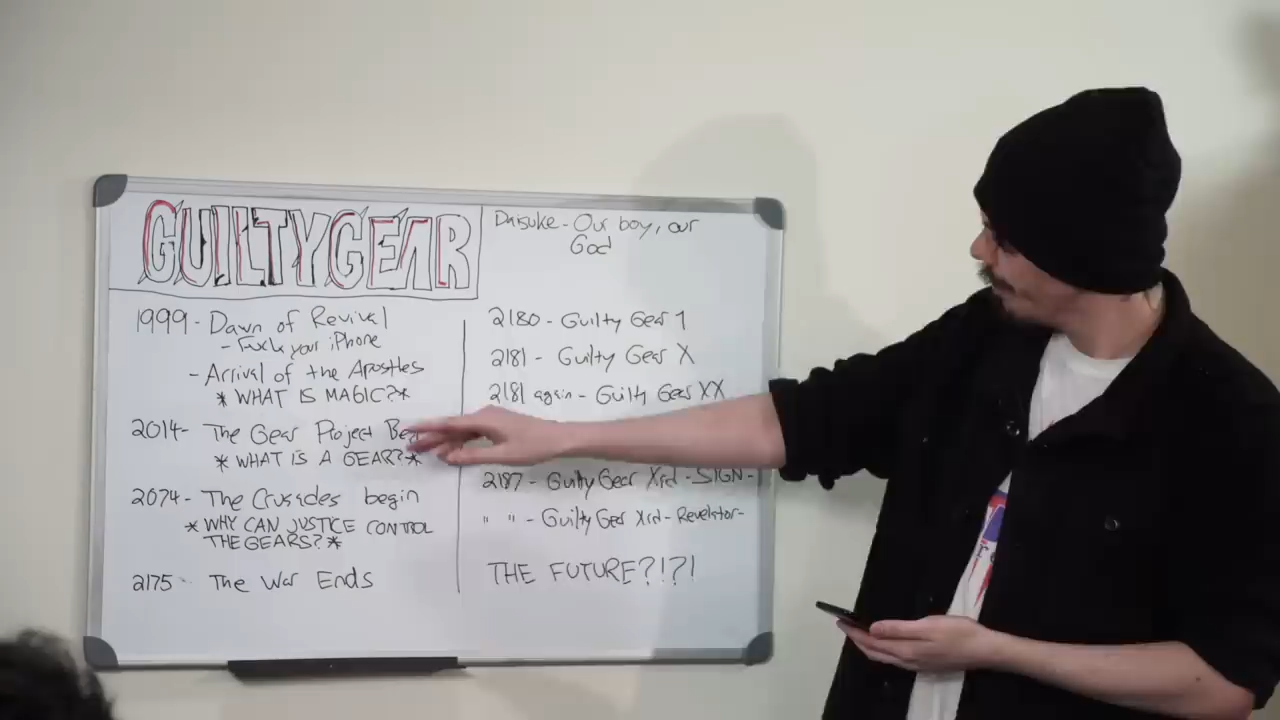 GUILTY GEAR
Daisuke - Our boy, our
God
1999 - Dawn of Revival
- Fuck your iPhone
- Arrival of the Apostles
* WHAT IS MAGIC? *
2014 - The Gear Project
* WHAT IS A GEAR? *
2074 - The Crusades begin
* WHY CAN JUSTICE CONTROL
THE GEARS? *
2175 - The War Ends
2180 - Guilty Gear 1
2181 - Guilty Gear X
2181 again - Guilty Gear XX
2187 - Guilty Gear Xrd - SIGN -
" " - Guilty Gear Xrd - Revelator -
THE FUTURE?!?!